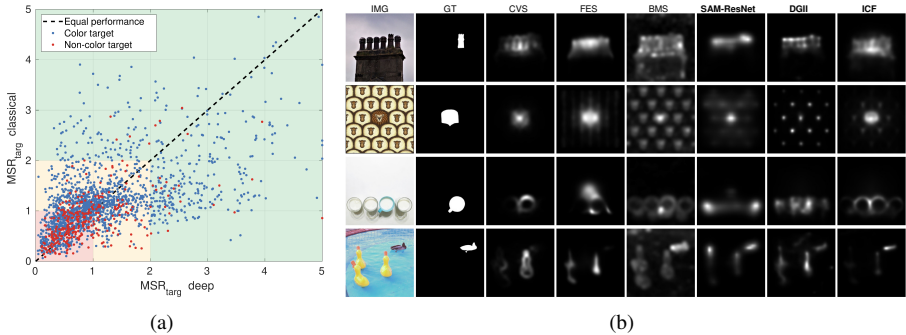 Equal performance
Color target
Non-color target
MSR_targ classical
5
4
3
2
1
0
0 1 2 3 4 5
MSR_targ deep
(a)
IMG GT CVS FES BMS SAM-ResNet DGII ICF
(b)